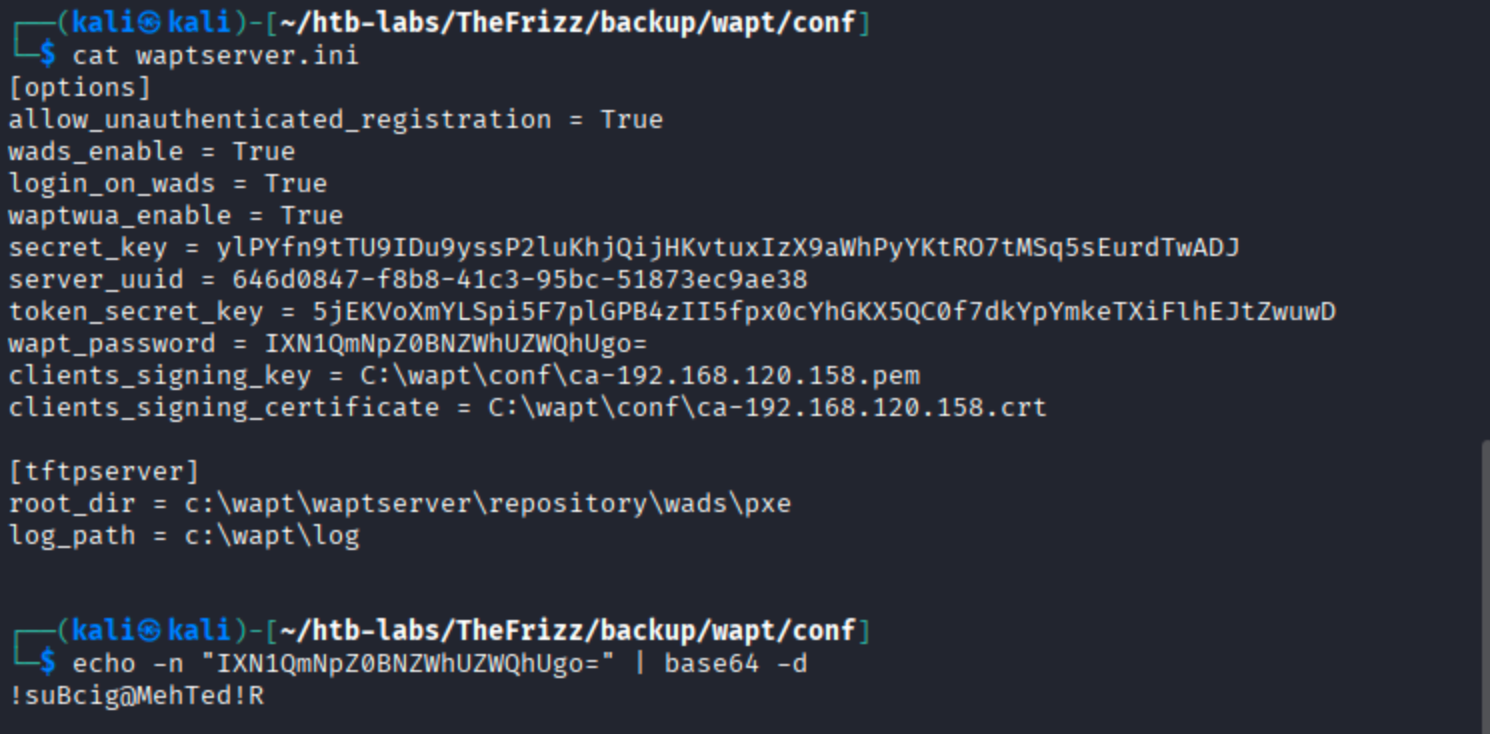 ┌──(kali㉿kali)-[~/htb-labs/TheFrizz/backup/wapt/conf]
└─$ cat waptserver.ini
[options]
allow_unauthenticated_registration = True
wads_enable = True
login_on_wads = True
waptwua_enable = True
secret_key = ylPYfn9tTU9IDu9yssP2luKhjQijHKvtuxIzX9aWhPyYKtRO7tMSq5sEurdTwADJ
server_uuid = 646d0847-f8b8-41c3-95bc-51873ec9ae38
token_secret_key = 5jEKVoXmYLSpi5F7plGPB4zII5fpx0cYhGKX5QC0f7dkYpYmkeTXiFlhEJtZwuwD
wapt_password = IXN1QmNpZ0BNZWhUZWQhUgo=
clients_signing_key = C:\wapt\conf\ca-192.168.120.158.pem
clients_signing_certificate = C:\wapt\conf\ca-192.168.120.158.crt
[tftpserver]
root_dir = c:\wapt\waptserver\repository\wads\pxe
log_path = c:\wapt\log
┌──(kali㉿kali)-[~/htb-labs/TheFrizz/backup/wapt/conf]
└─$ echo -n "IXN1QmNpZ0BNZWhUZWQhUgo=" | base64 -d
!suBcig@MehTed!R